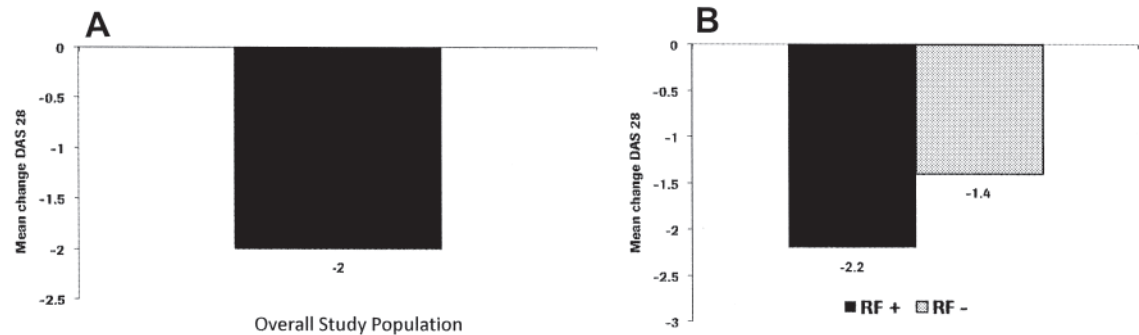 A
Mean change DAS 28
0
-0.5
-1
-1.5
-2
-2.5
-2
Overall Study Population
B
Mean change DAS 28
0
-0.5
-1
-1.5
-2
-2.5
-3
-2.2
-1.4
RF +
RF -